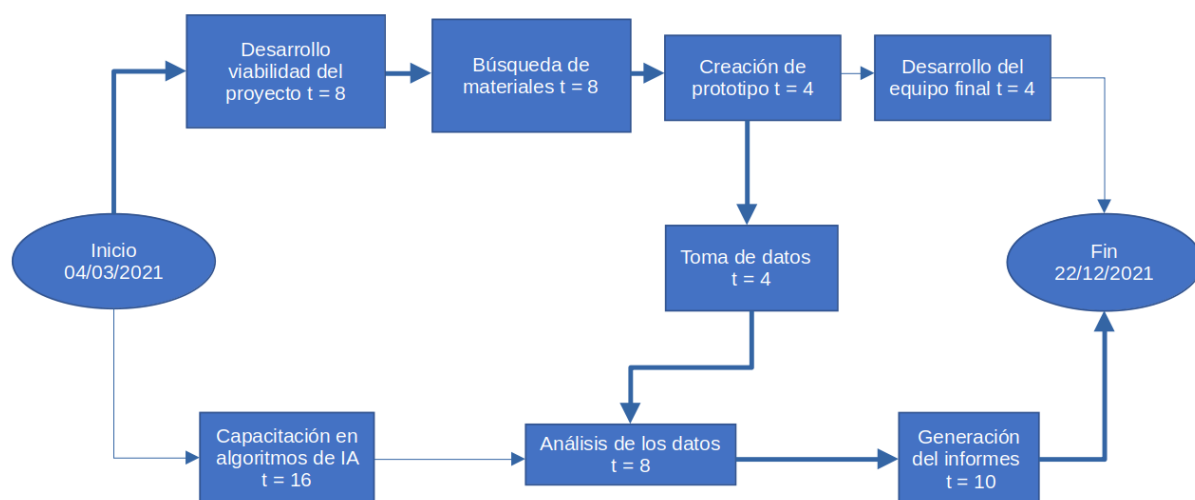 Desarrollo
viabilidad del
proyecto t = 8
Búsqueda de
materiales t = 8
Creación de
prototipo t = 4
Desarrollo del
equipo final t = 4
Inicio
04/03/2021
Toma de datos
t = 4
Fin
22/12/2021
Capacitación en
algoritmos de IA
t = 16
Análisis de los datos
t = 8
Generación
del informes
t = 10